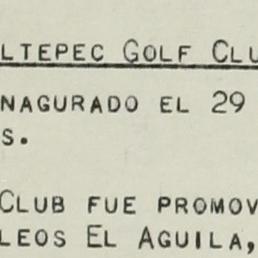 LTEPEC GOLF CLU
NAGURADO EL 29
S.
CLUB FUE PROMOV
LEOS EL AGUILA,